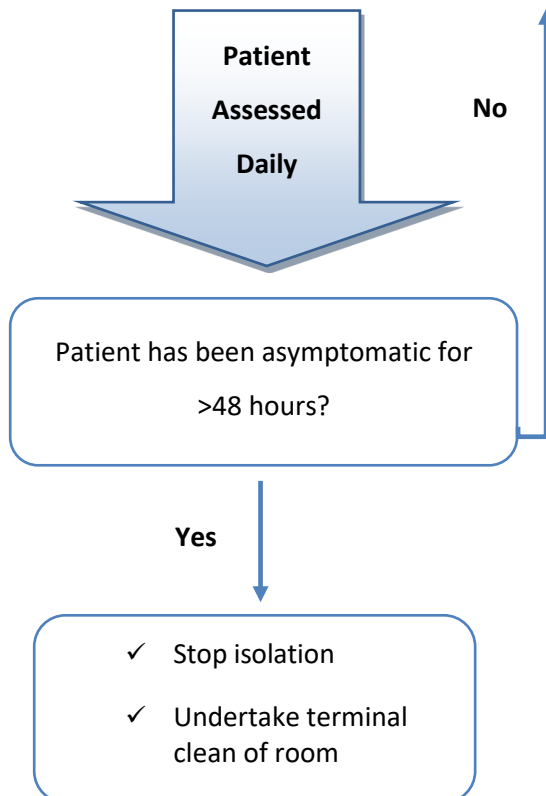 Patient
Assessed
Daily
No
Patient has been asymptomatic for
>48 hours?
Yes
✓ Stop isolation
✓ Undertake terminal
clean of room